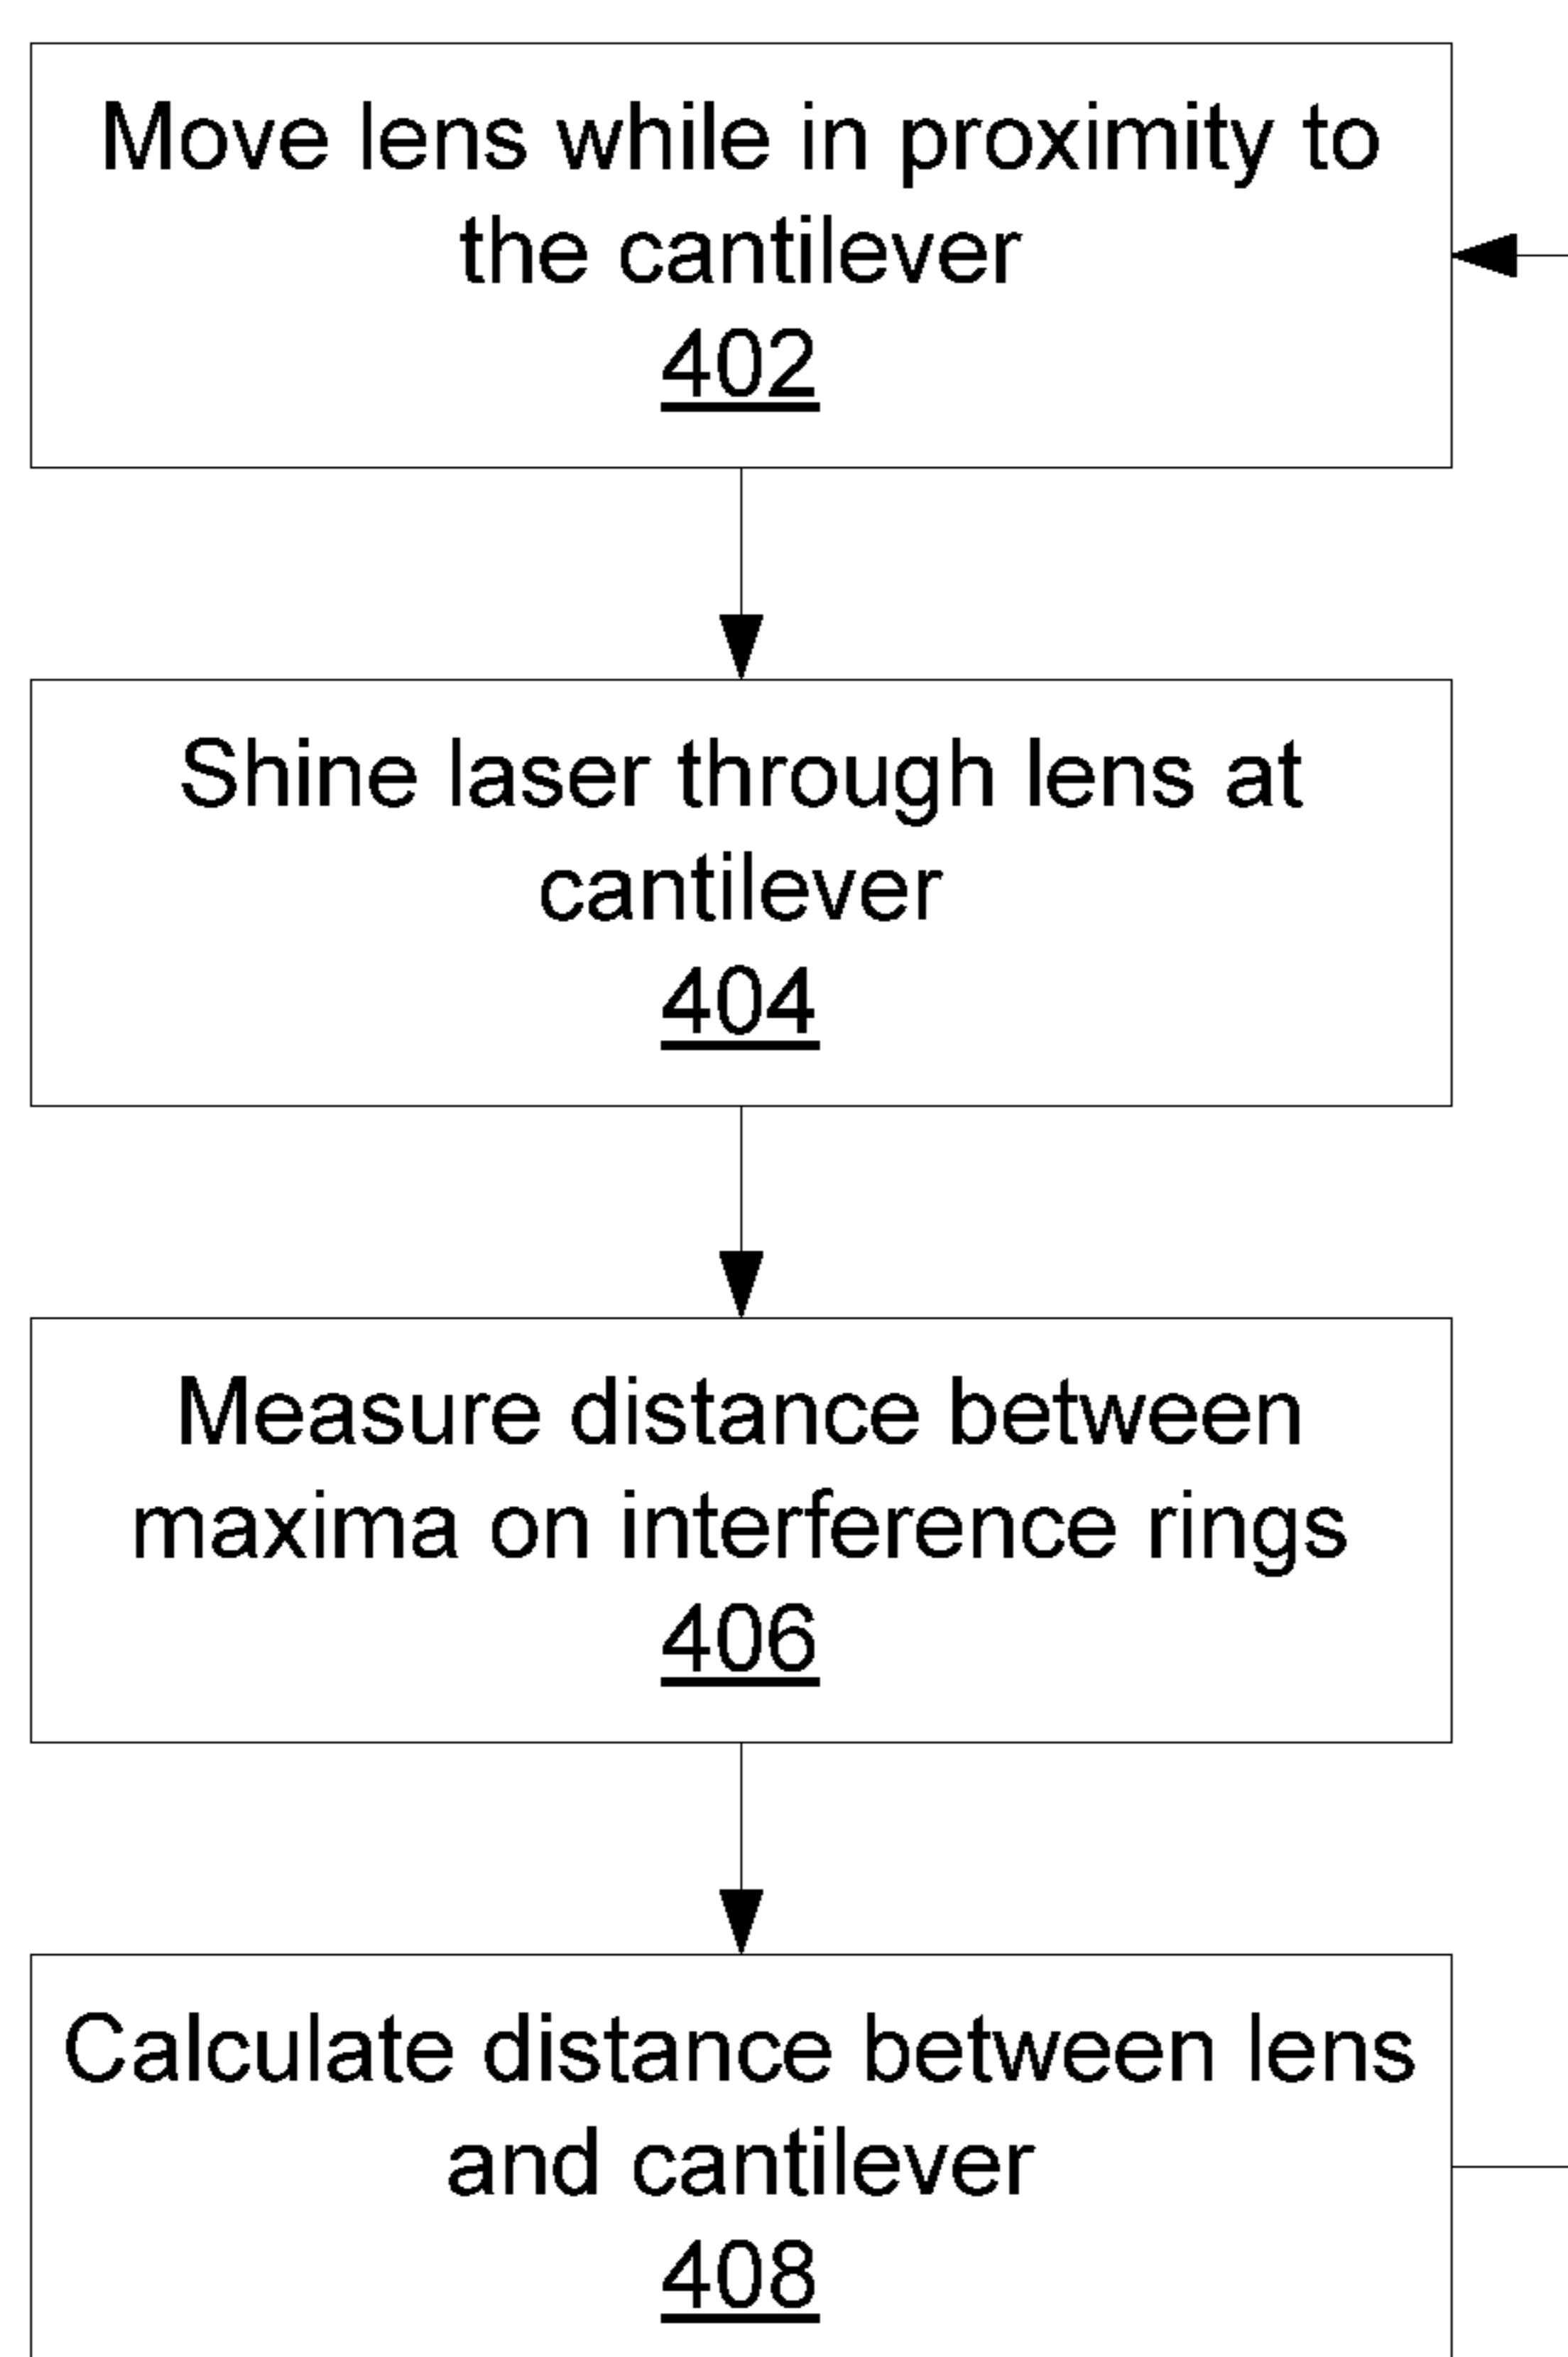 Move lens while in proximity to
the cantilever
402
Shine laser through lens at
cantilever
404
Measure distance between
maxima on interference rings
406
Calculate distance between lens
and cantilever
408